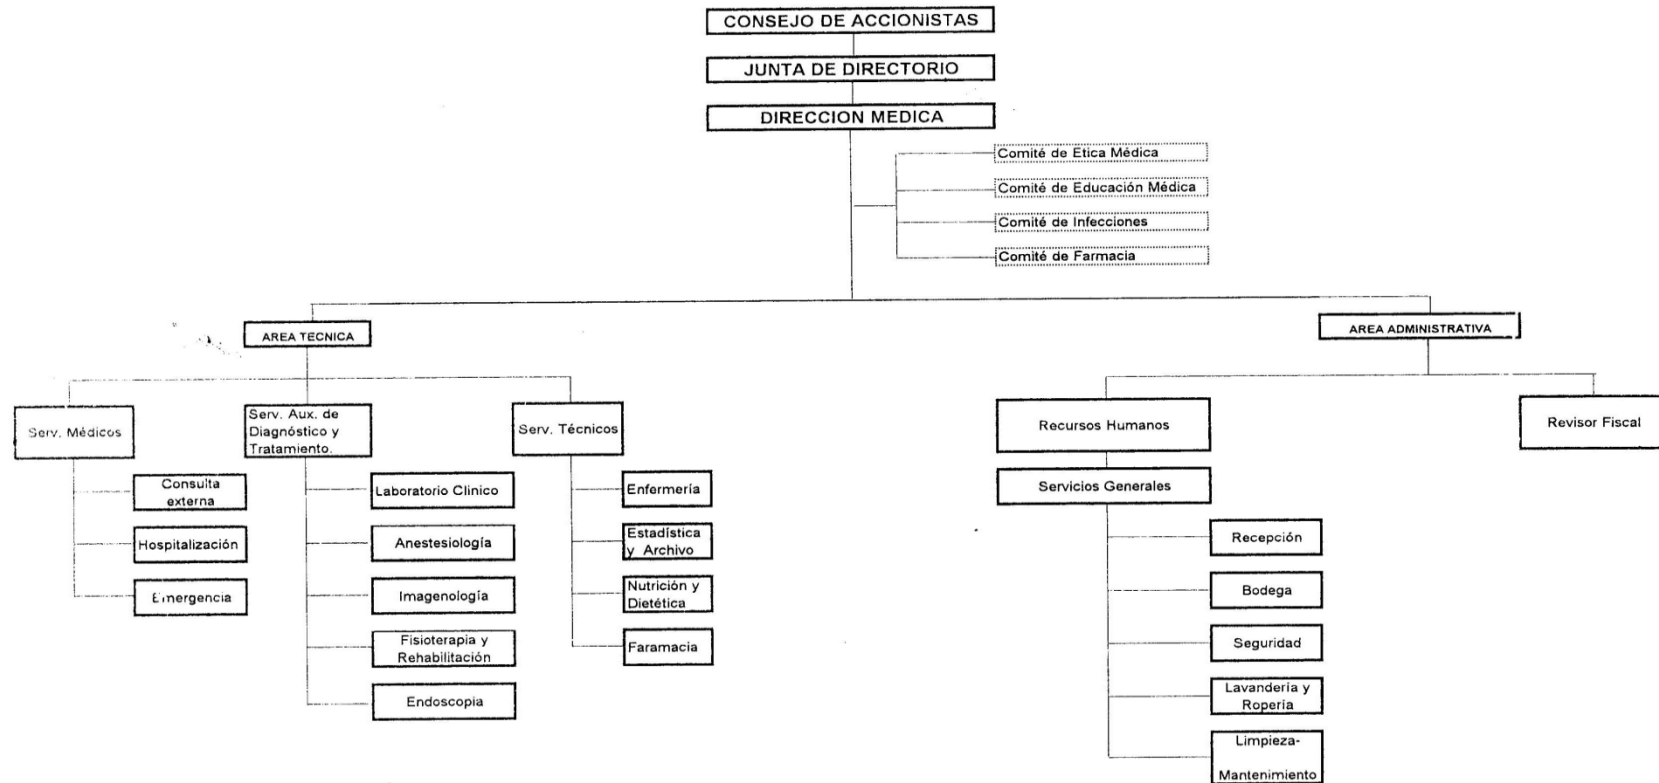 CONSEJO DE ACCIONISTAS
JUNTA DE DIRECTORIO
DIRECCION MEDICA
Comité de Etica Médica
Comité de Educación Médica
Comité de Infecciones
Comité de Farmacia
AREA TECNICA
AREA ADMINISTRATIVA
Serv. Médicos
Consulta
externa
Hospitalización
Emergencia
Serv. Aux. de
Diagnóstico y
Tratamiento.
Laboratorio Clinico
Anestesiología
Imagenología
Fisioterapia y
Rehabilitación
Endoscopia
Serv. Técnicos
Enfermería
Estadística
y Archivo
Nutrición y
Dietética
Faramacia
Recursos Humanos
Servicios Generales
Recepción
Bodega
Seguridad
Lavandería y
Ropería
Limpieza-
Mantenimiento
Revisor Fiscal